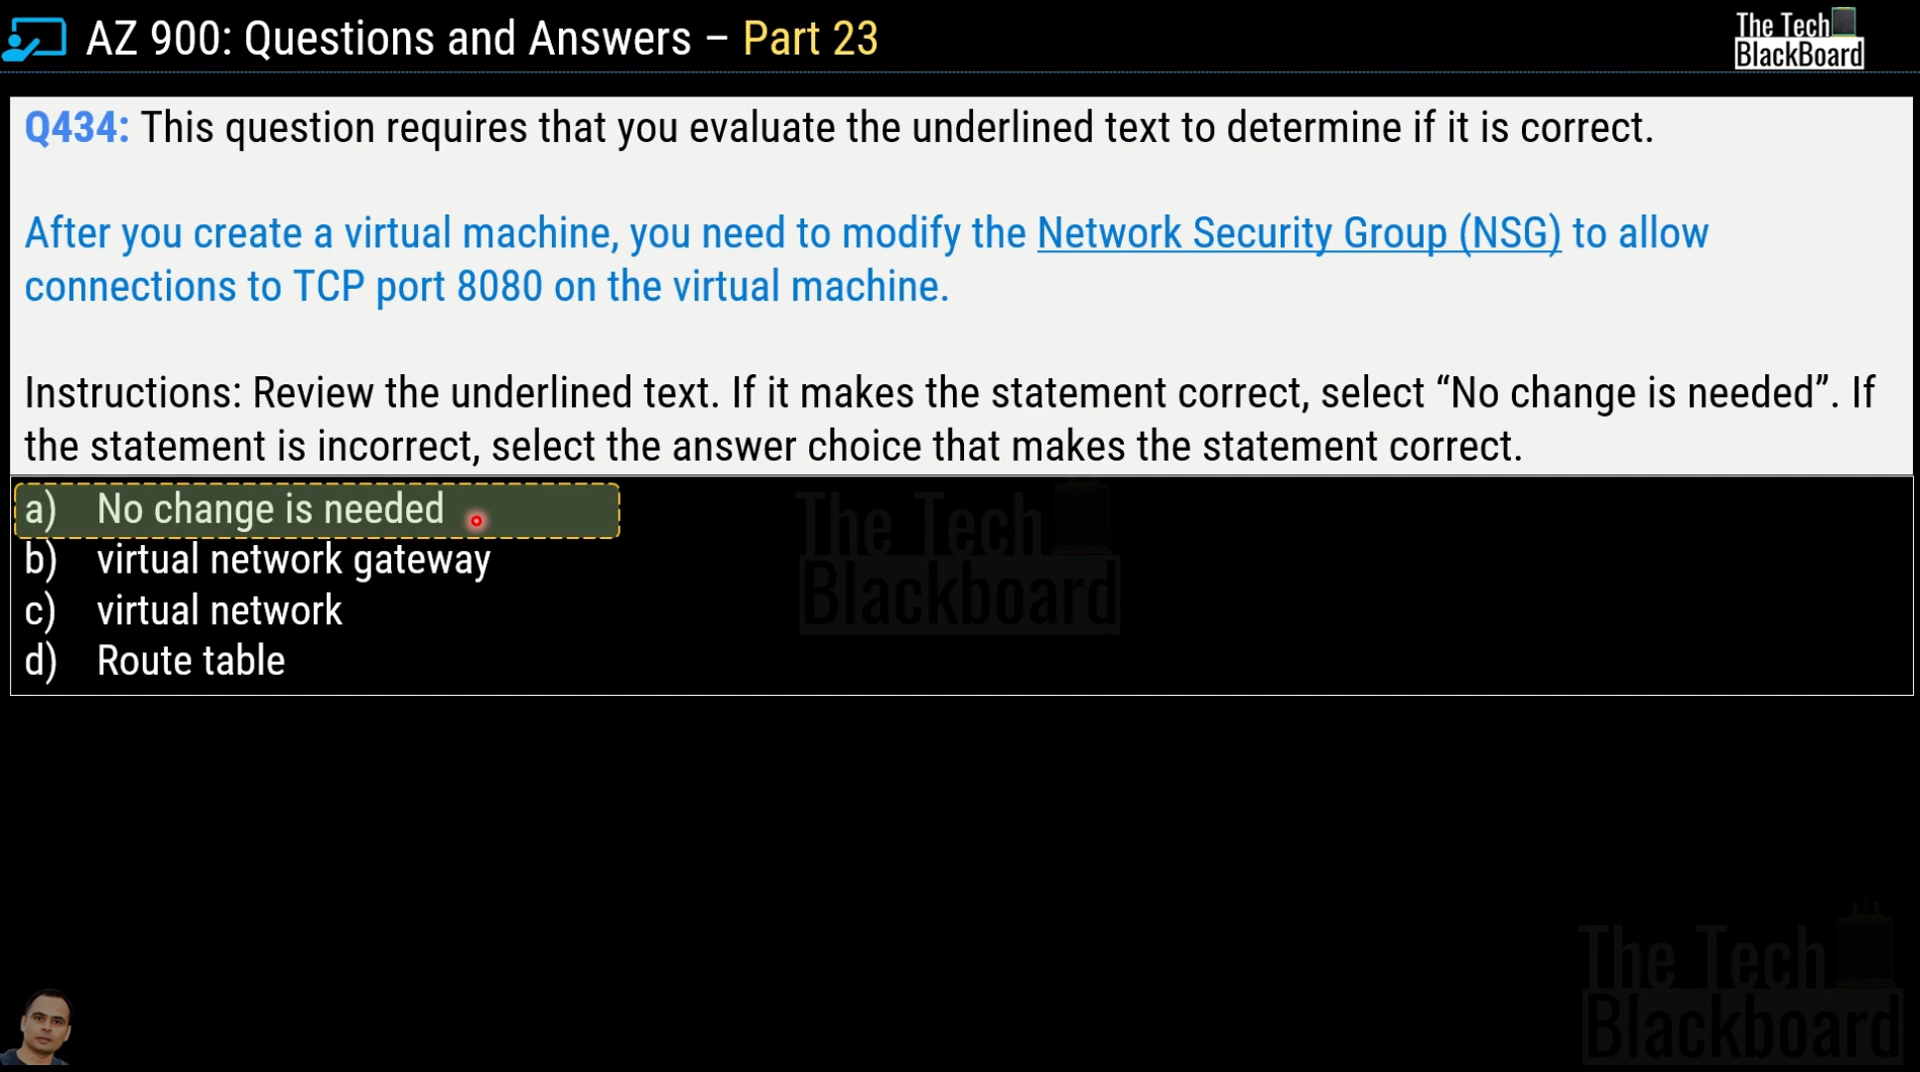 AZ 900: Questions and Answers – Part 23
The Tech
BlackBoard
Q434: This question requires that you evaluate the underlined text to determine if it is correct.
After you create a virtual machine, you need to modify the Network Security Group (NSG) to allow
connections to TCP port 8080 on the virtual machine.
Instructions: Review the underlined text. If it makes the statement correct, select “No change is needed”. If
the statement is incorrect, select the answer choice that makes the statement correct.
a) No change is needed
b) virtual network gateway
c) virtual network
d) Route table
The Tech
Blackboard
The Tech
Blackboard